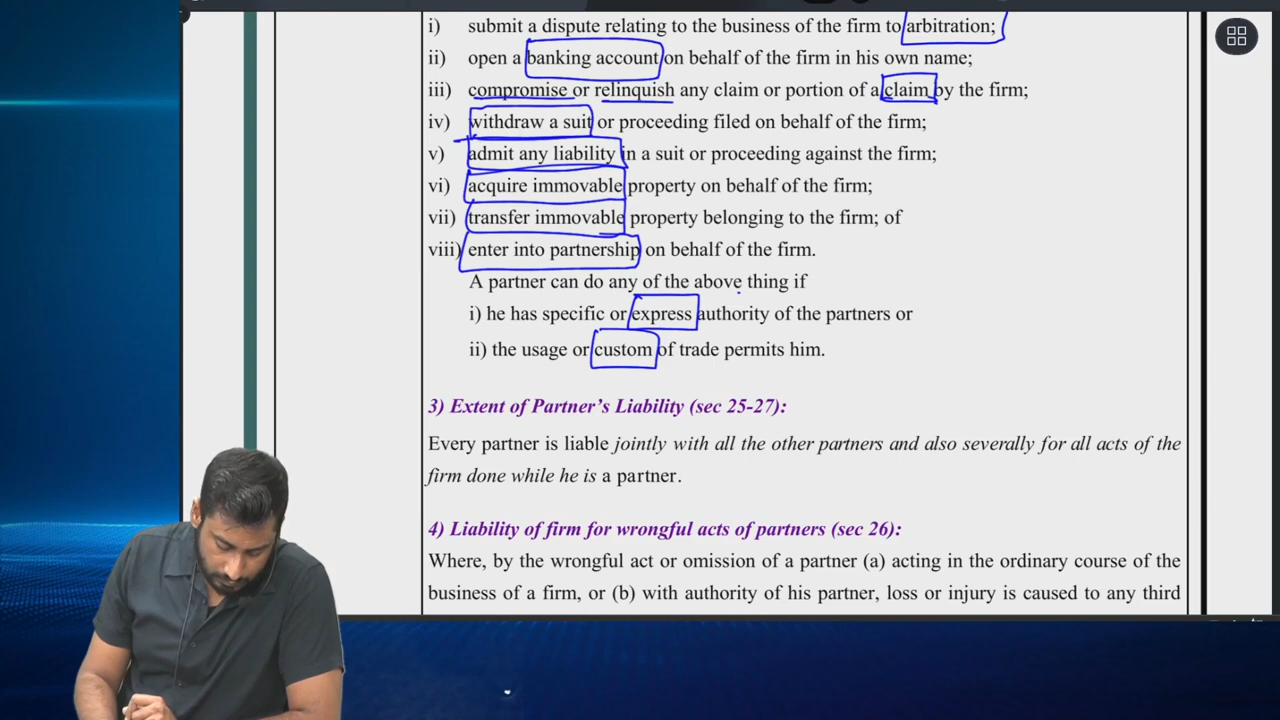 i) submit a dispute relating to the business of the firm to arbitration;
ii) open a banking account on behalf of the firm in his own name;
iii) compromise or relinquish any claim or portion of a claim by the firm;
iv) withdraw a suit or proceeding filed on behalf of the firm;
v) admit any liability in a suit or proceeding against the firm;
vi) acquire immovable property on behalf of the firm;
vii) transfer immovable property belonging to the firm; of
viii) enter into partnership on behalf of the firm.
A partner can do any of the above thing if
i) he has specific or express authority of the partners or
ii) the usage or custom of trade permits him.
3) Extent of Partner’s Liability (sec 25-27):
Every partner is liable jointly with all the other partners and also severally for all acts of the
firm done while he is a partner.
4) Liability of firm for wrongful acts of partners (sec 26):
Where, by the wrongful act or omission of a partner (a) acting in the ordinary course of the
business of a firm, or (b) with authority of his partner, loss or injury is caused to any third